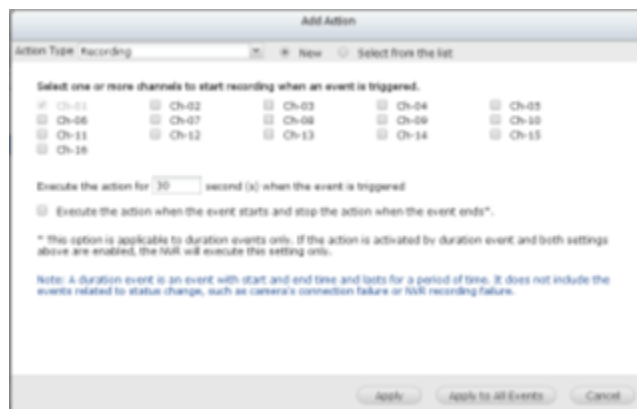 Add Action
Action Type Recording New Select from the list
Select one or more channels to start recording when an event is triggered.
Ch-01 Ch-02 Ch-03 Ch-04 Ch-05
Ch-06 Ch-07 Ch-08 Ch-09 Ch-10
Ch-11 Ch-12 Ch-13 Ch-14 Ch-15
Ch-16
Execute the action for 30 second (s) when the event is triggered
Execute the action when the event starts and stop the action when the event ends*.
* This option is applicable to duration events only. If the action is activated by duration event and both settings
above are enabled, the NVR will execute this setting only.
Note: A duration event is an event with start and end time and lasts for a period of time. It does not include the
events related to status change, such as camera's connection failure or NVR recording failure.
Apply Apply to All Events Cancel